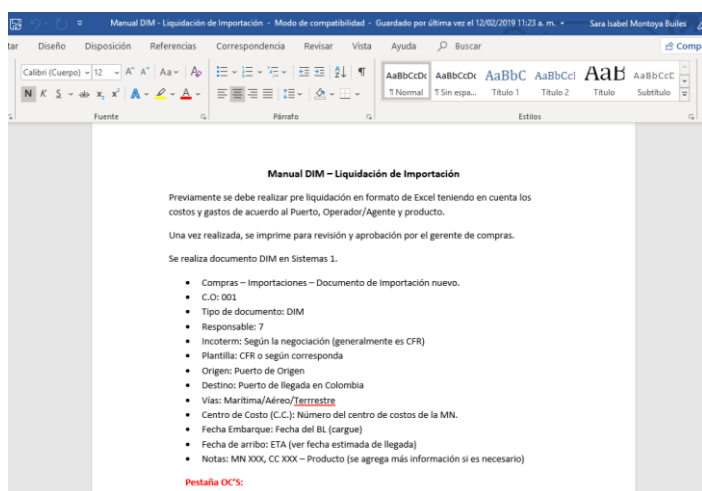 Manual DIM - Liquidación de Importación - Modo de compatibilidad - Guardado por última vez el 12/02/2019 11:23 a. m.
Sara Isabel Montoya Builes
tar Diseño Disposición Referencias Correspondencia Revisar Vista Ayuda Buscar Comp
Calibri (Cuerpo) 12 A A Aa A
N K S ab x, x² A A
AaBbCcDc AaBbCcDc AaBbC AaBbCcI AaB AaBbCcD
¶ Normal ¶ Sin espa... Título 1 Título 2 Título Subtítulo
Fuente Párrafo Estilos
Manual DIM – Liquidación de Importación
Previamente se debe realizar pre liquidación en formato de Excel teniendo en cuenta los
costos y gastos de acuerdo al Puerto, Operador/Agente y producto.
Una vez realizada, se imprime para revisión y aprobación por el gerente de compras.
Se realiza documento DIM en Sistemas 1.
• Compras – Importaciones – Documento de Importación nuevo.
• C.O: 001
• Tipo de documento: DIM
• Responsable: 7
• Incoterm: Según la negociación (generalmente es CFR)
• Plantilla: CFR o según corresponda
• Origen: Puerto de Origen
• Destino: Puerto de llegada en Colombia
• Vías: Marítima/Aéreo/Terrrestre
• Centro de Costo (C.C.): Número del centro de costos de la MN.
• Fecha Embarque: Fecha del BL (cargue)
• Fecha de arribo: ETA (ver fecha estimada de llegada)
• Notas: MN XXX, CC XXX – Producto (se agrega más información si es necesario)
Pestaña OC'S: